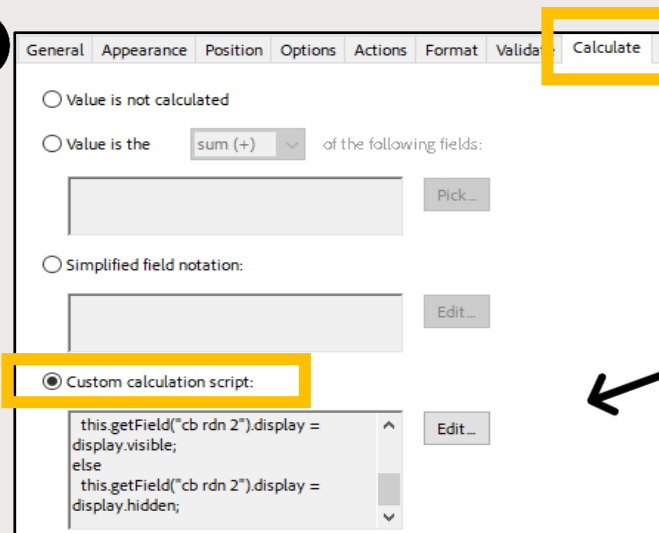 General Appearance Position Options Actions Format Validate Calculate
Value is not calculated
Value is the sum (+) of the following fields:
Pick...
Simplified field notation:
Edit...
Custom calculation script:
this.getField("cb rdn 2").display =
display.visible;
else
this.getField("cb rdn 2").display =
display.hidden;
Edit...